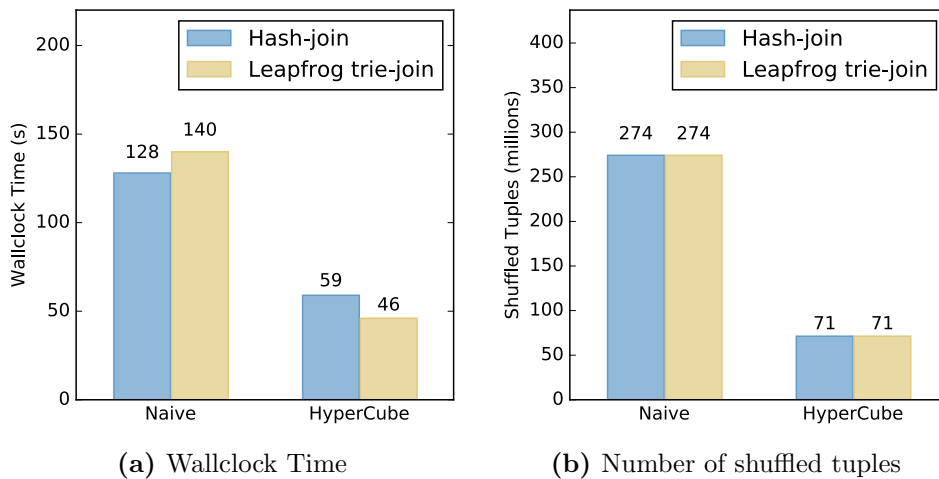 200
150
100
50
0
Wallclock Time (s)
Hash-join
Leapfrog trie-join
128
140
59
46
Naive
HyperCube
(a) Wallclock Time
400
350
300
250
200
150
100
50
0
Shuffled Tuples (millions)
Hash-join
Leapfrog trie-join
274
274
71
71
Naive
HyperCube
(b) Number of shuffled tuples